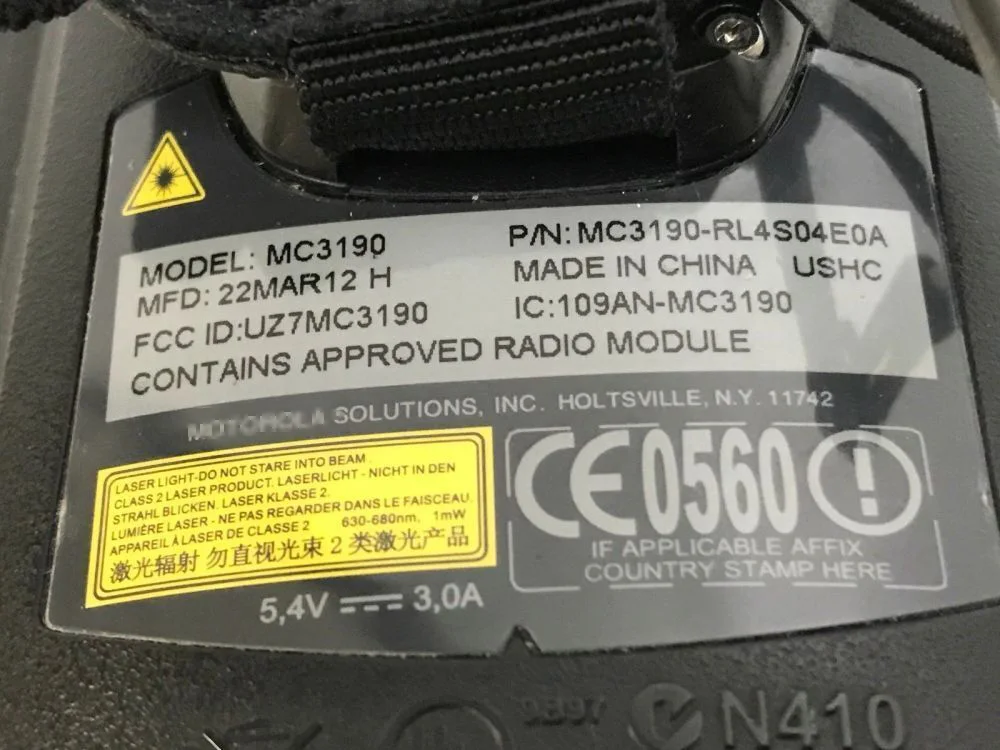 MODEL: MC3190
P/N: MC3190-RL4S04E0A
MFD: 22MAR12 H
MADE IN CHINA USHC
FCC ID:UZ7MC3190
IC:109AN-MC3190
CONTAINS APPROVED RADIO MODULE
MOTOROLA SOLUTIONS, INC. HOLTSVILLE, N.Y. 11742
LASER LIGHT-DO NOT STARE INTO BEAM
CLASS 2 LASER PRODUCT. LASERLICHT - NICHT IN DEN
STRAHL BLICKEN. LASER KLASSE 2.
LUMIÈRE LASER - NE PAS REGARDER DANS LE FAISCEAU.
APPAREIL À LASER DE CLASSE 2 630-680nm, 1mW
激光辐射 勿直视光束 2 类激光产品
CE0560
IF APPLICABLE AFFIX
COUNTRY STAMP HERE
5,4V 3,0A
N410